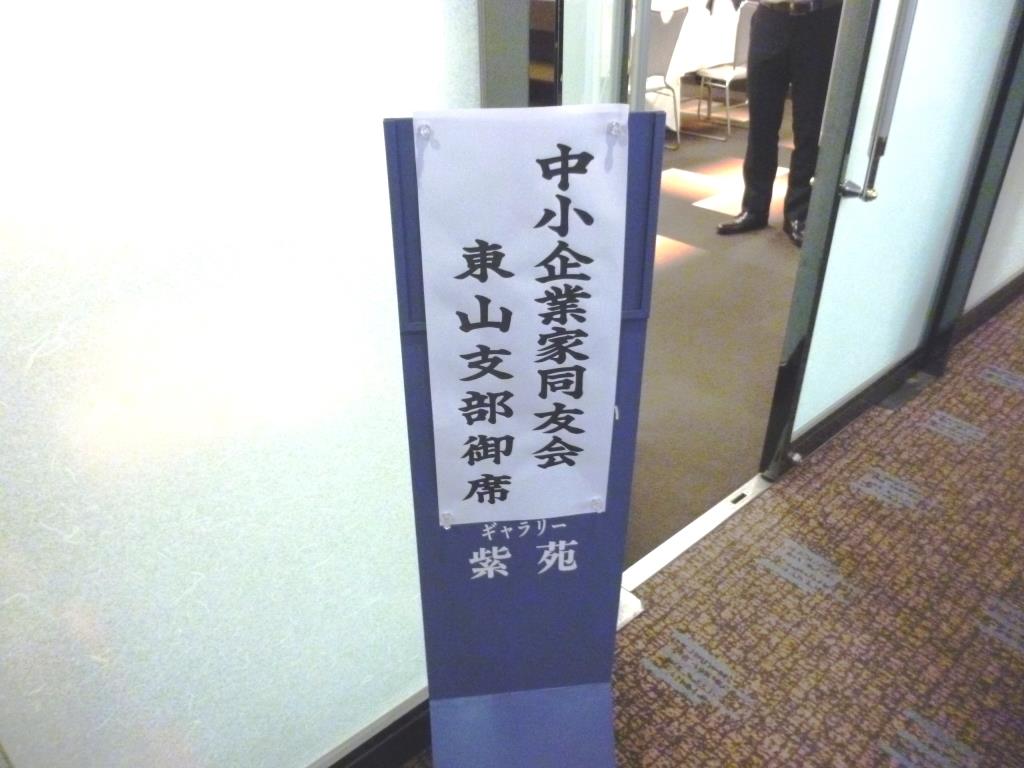 中小企業家同友会
東山支部御席
ギャラリー
紫苑